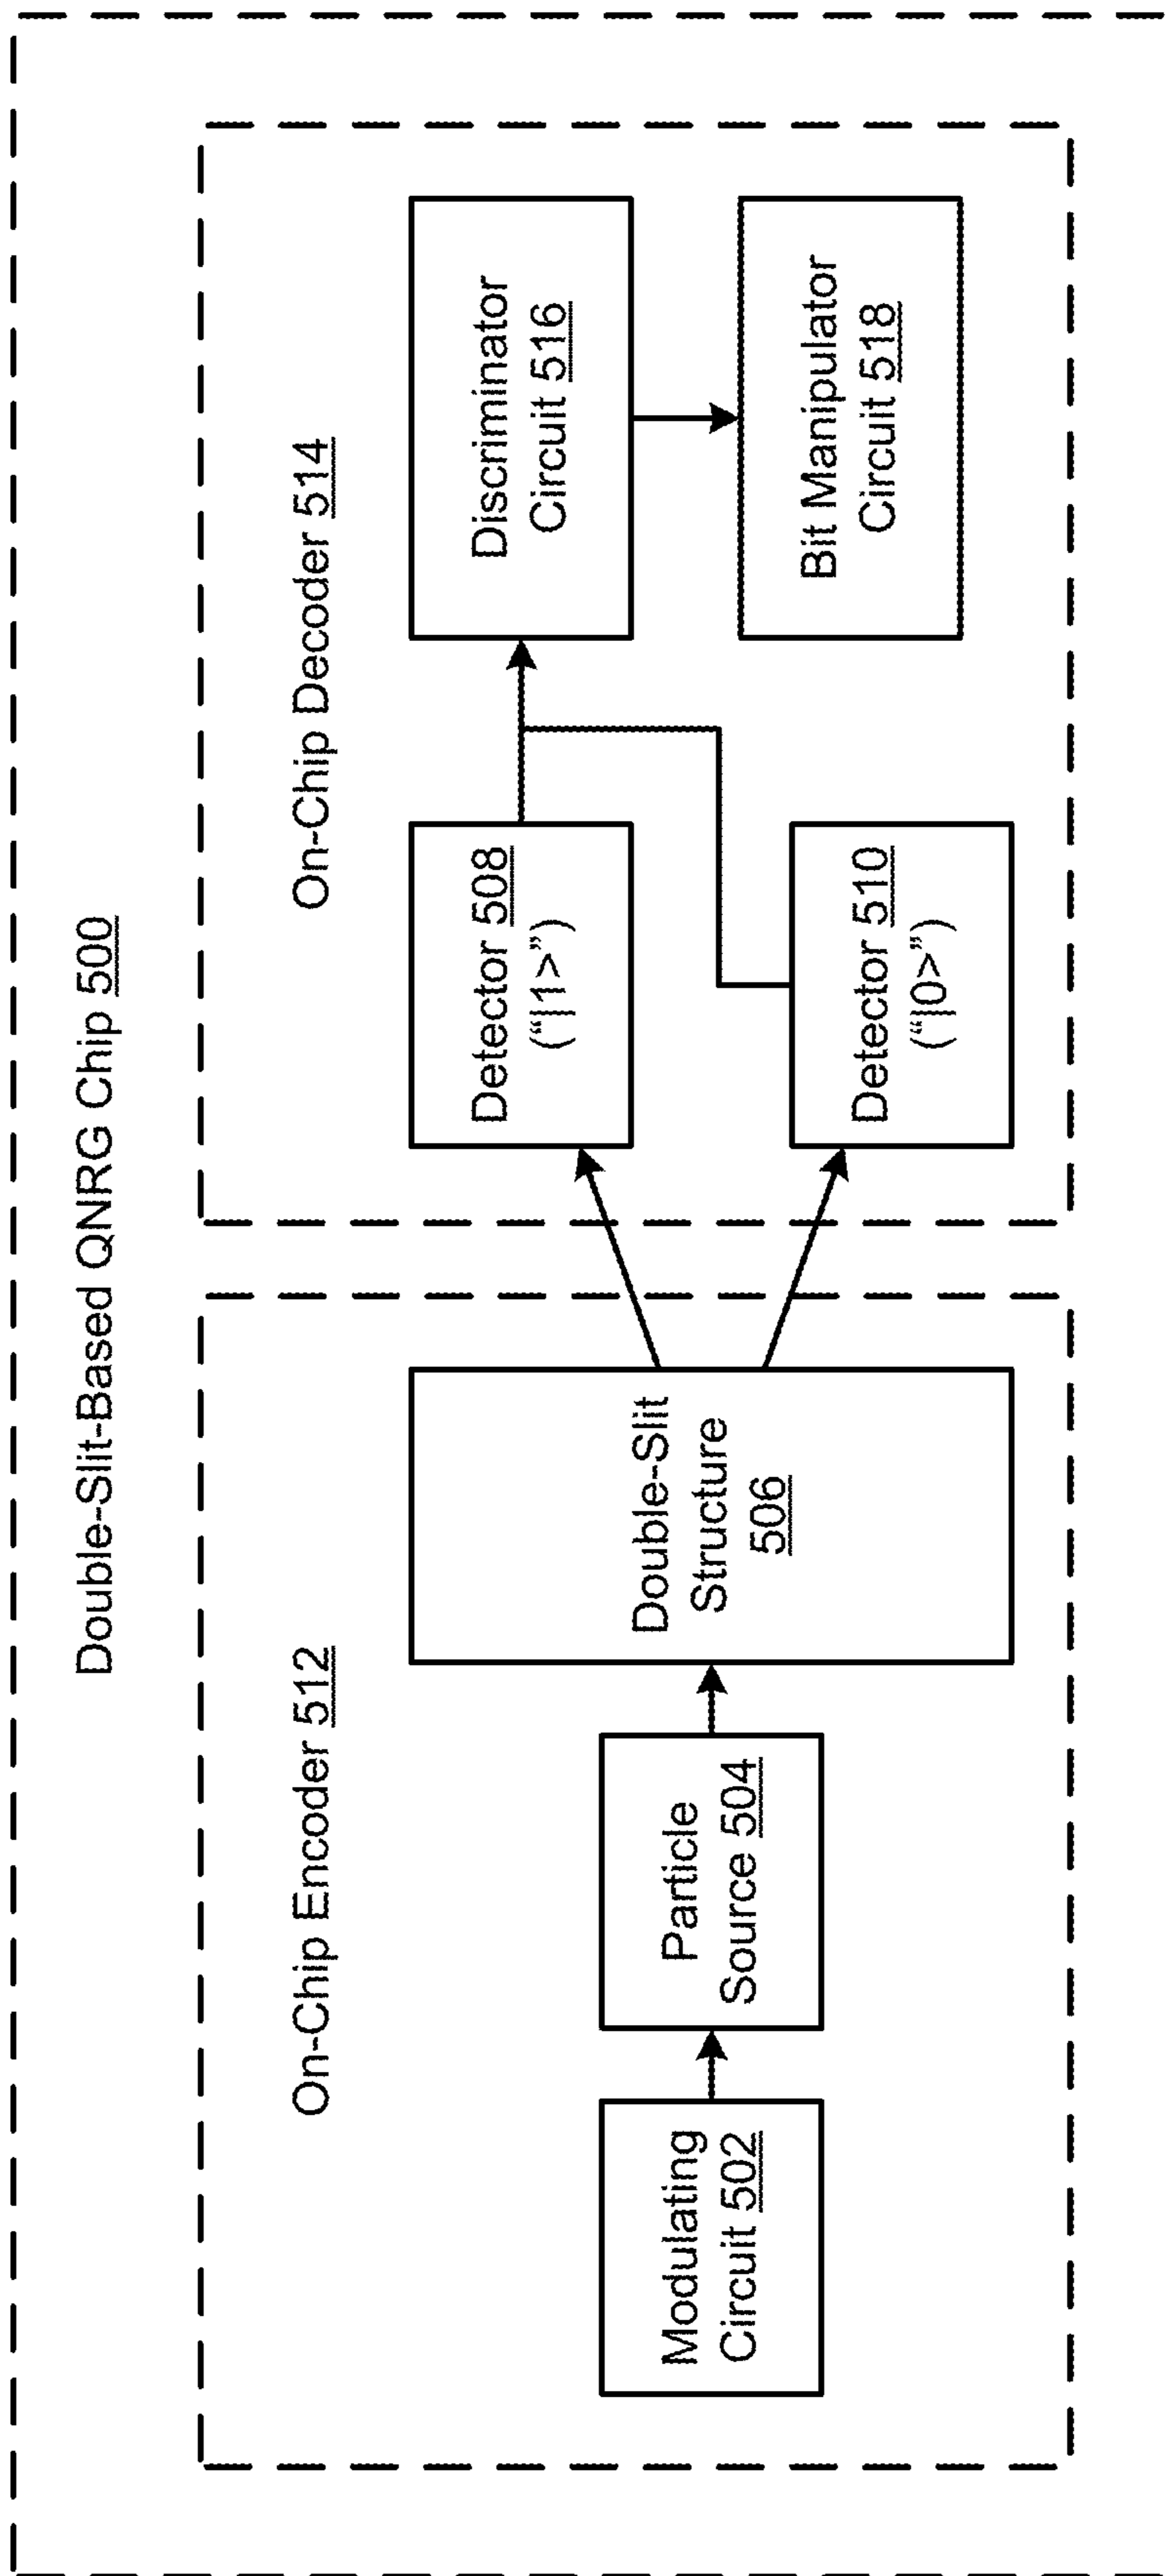 Double-Slit-Based QNRG Chip 500
On-Chip Encoder 512
Modulating
Circuit 502
Particle
Source 504
Double-Slit
Structure
506
On-Chip Decoder 514
Detector 508
(“|1>”)
Detector 510
(“|0>”)
Discriminator
Circuit 516
Bit Manipulator
Circuit 518